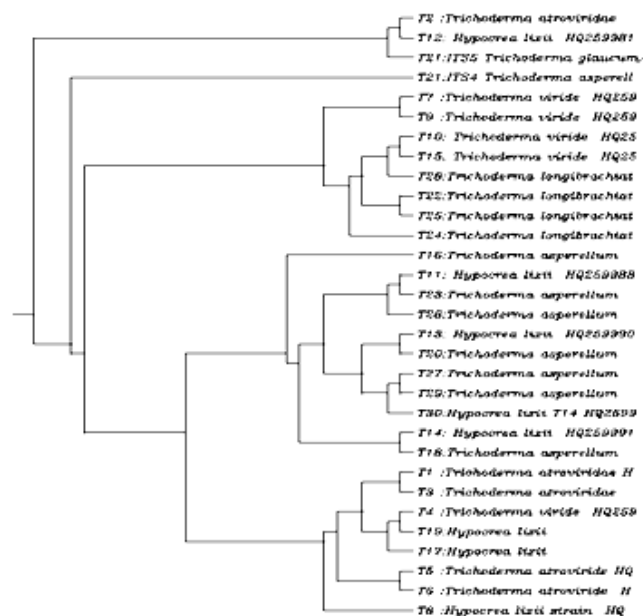 T2 :Trichoderma atroviridae
T12: Hypocrea lixii HQ259981
T21:ITS5 Trichoderma glaucum,
T21:ITS4 Trichoderma asperell
T7 :Trichoderma viride HQ259
T9 :Trichoderma viride HQ259
T10: Trichoderma viride HQ25
T15. Trichoderma viride HQ25
T28:Trichoderma longibrachiat
T22:Trichoderma longibrachiat
T25:Trichoderma longibrachiat
T24:Trichoderma longibrachiat
T16:Trichoderma asperellum
T11: Hypocrea lixii HQ259988
T23:Trichoderma asperellum
T26:Trichoderma asperellum
T13. Hypocrea lixii HQ259990
T20:Trichoderma asperellum
T27:Trichoderma asperellum
T29:Trichoderma asperellum
T30:Hypocrea lixii T14 HQ2599
T14: Hypocrea lixii HQ259991
T18:Trichoderma asperellum
T1 :Trichoderma atroviridae H
T3 :Trichoderma atroviridae
T4 :Trichoderma viride HQ259
T19:Hypocrea lixii
T17:Hypocrea lixii
T5 :Trichoderma atroviride HQ
T6 :Trichoderma atroviride H
T8 :Hypocrea lixii strain HQ